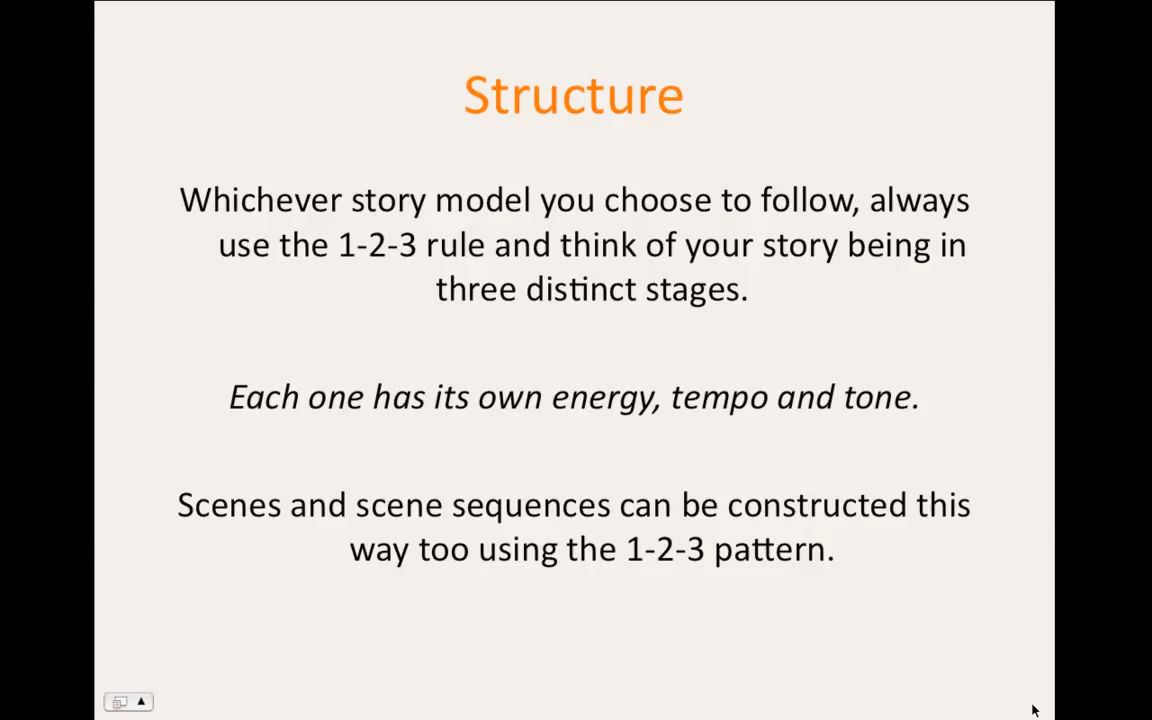 Structure
Whichever story model you choose to follow, always
use the 1-2-3 rule and think of your story being in
three distinct stages.
Each one has its own energy, tempo and tone.
Scenes and scene sequences can be constructed this
way too using the 1-2-3 pattern.